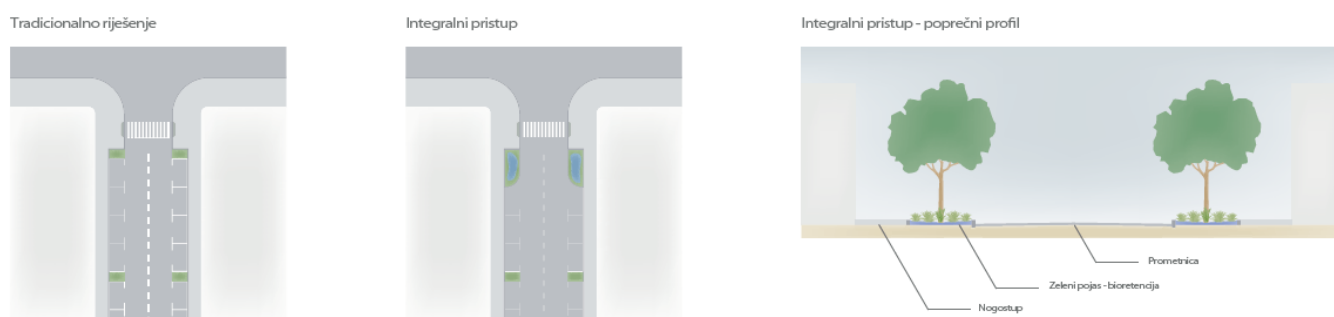 Tradicionalno riješenje
Integralni pristup
Integralni pristup - poprečni profil
Prometnica
Zeleni pojas - bioretencija
Nogostup